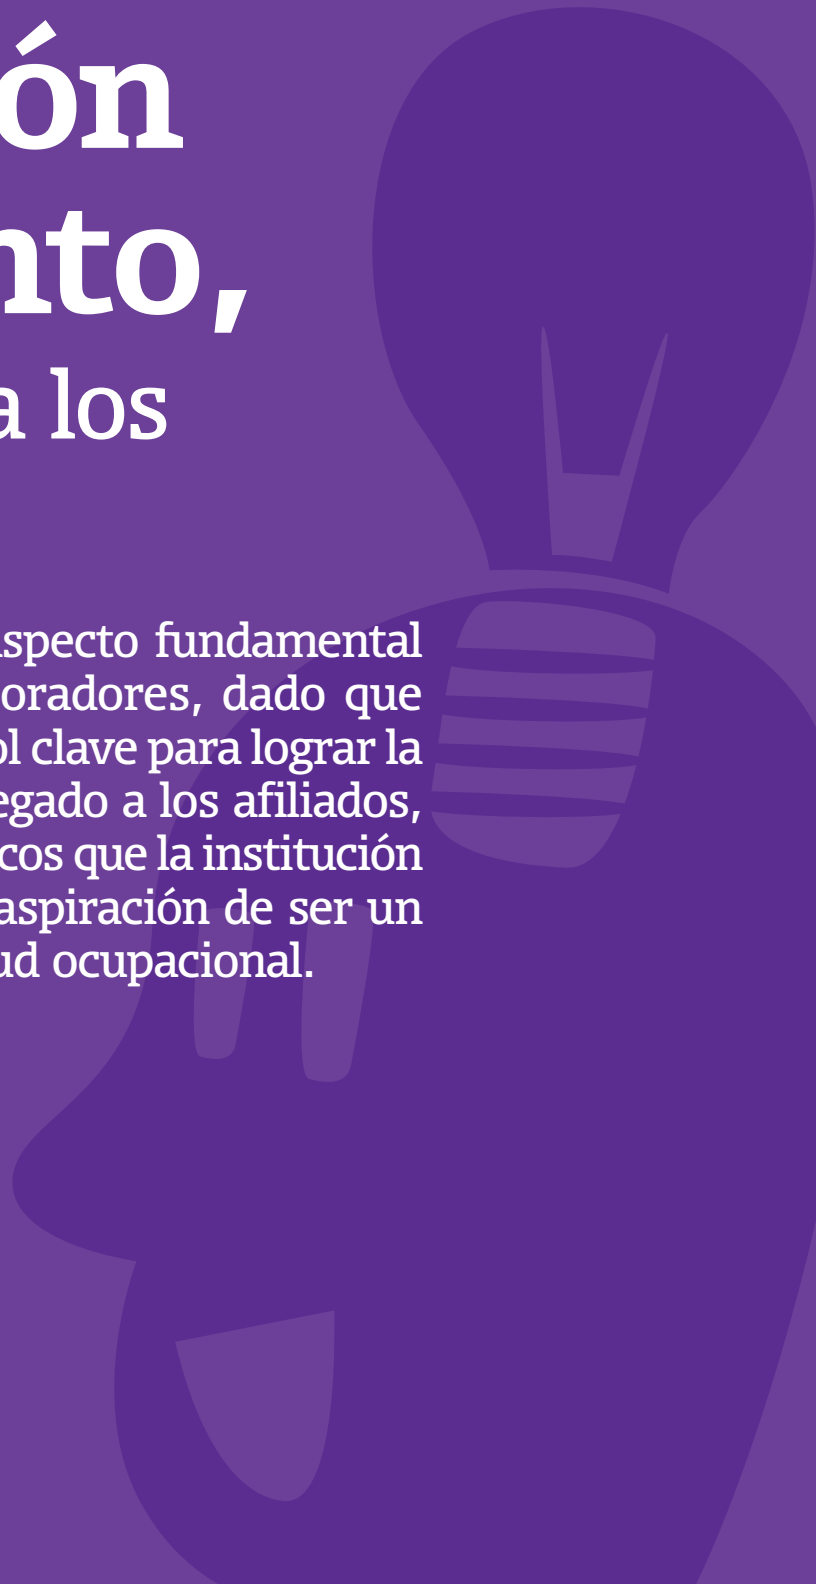 ón
nto,
a los
specto fundamental
oradores, dado que
ol clave para lograr la
egado a los afiliados,
cos que la institución
aspiración de ser un
ud ocupacional.